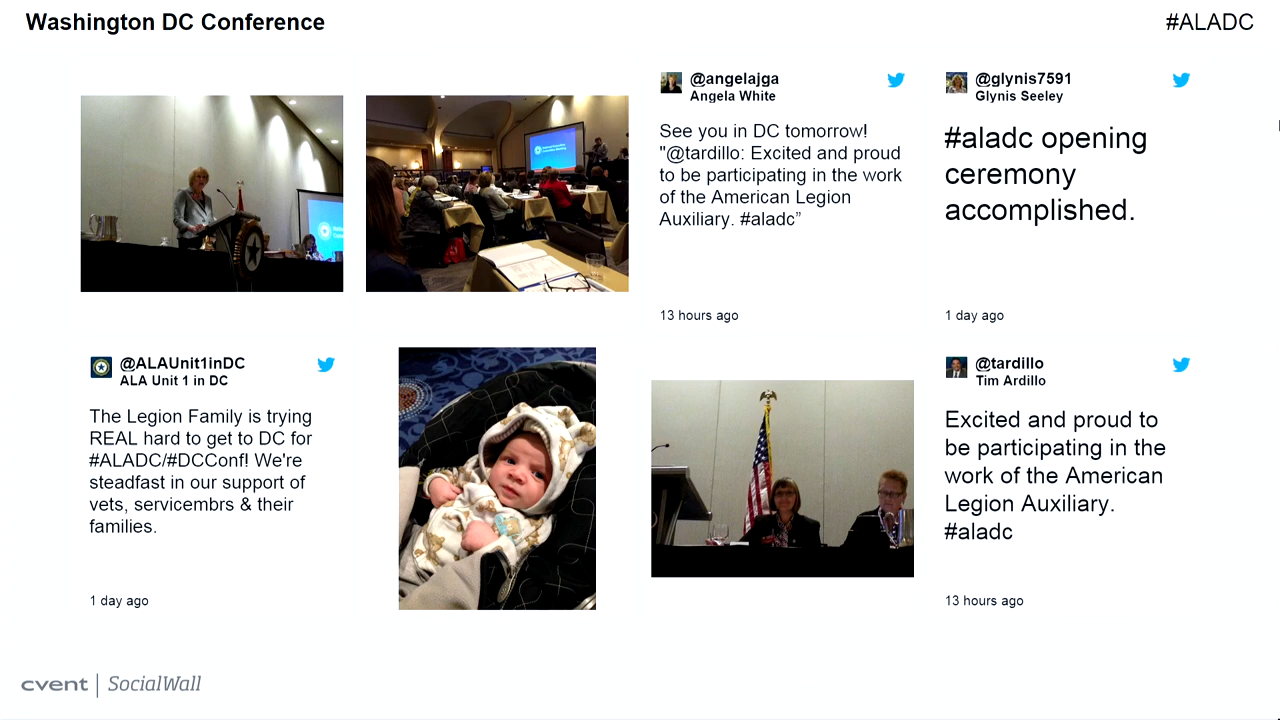 Washington DC Conference
#ALADC
@angelajga
Angela White
See you in DC tomorrow!
"@tardillo: Excited and proud
to be participating in the work
of the American Legion
Auxiliary. #aladc”
13 hours ago
@glynis7591
Glynis Seeley
#aladc opening
ceremony
accomplished.
1 day ago
@ALAUnit1inDC
ALA Unit 1 in DC
The Legion Family is trying
REAL hard to get to DC for
#ALADC/#DCConf! We're
steadfast in our support of
vets, servicembrs & their
families.
1 day ago
@tardillo
Tim Ardillo
Excited and proud to
be participating in the
work of the American
Legion Auxiliary.
#aladc
13 hours ago
cvent | SocialWall